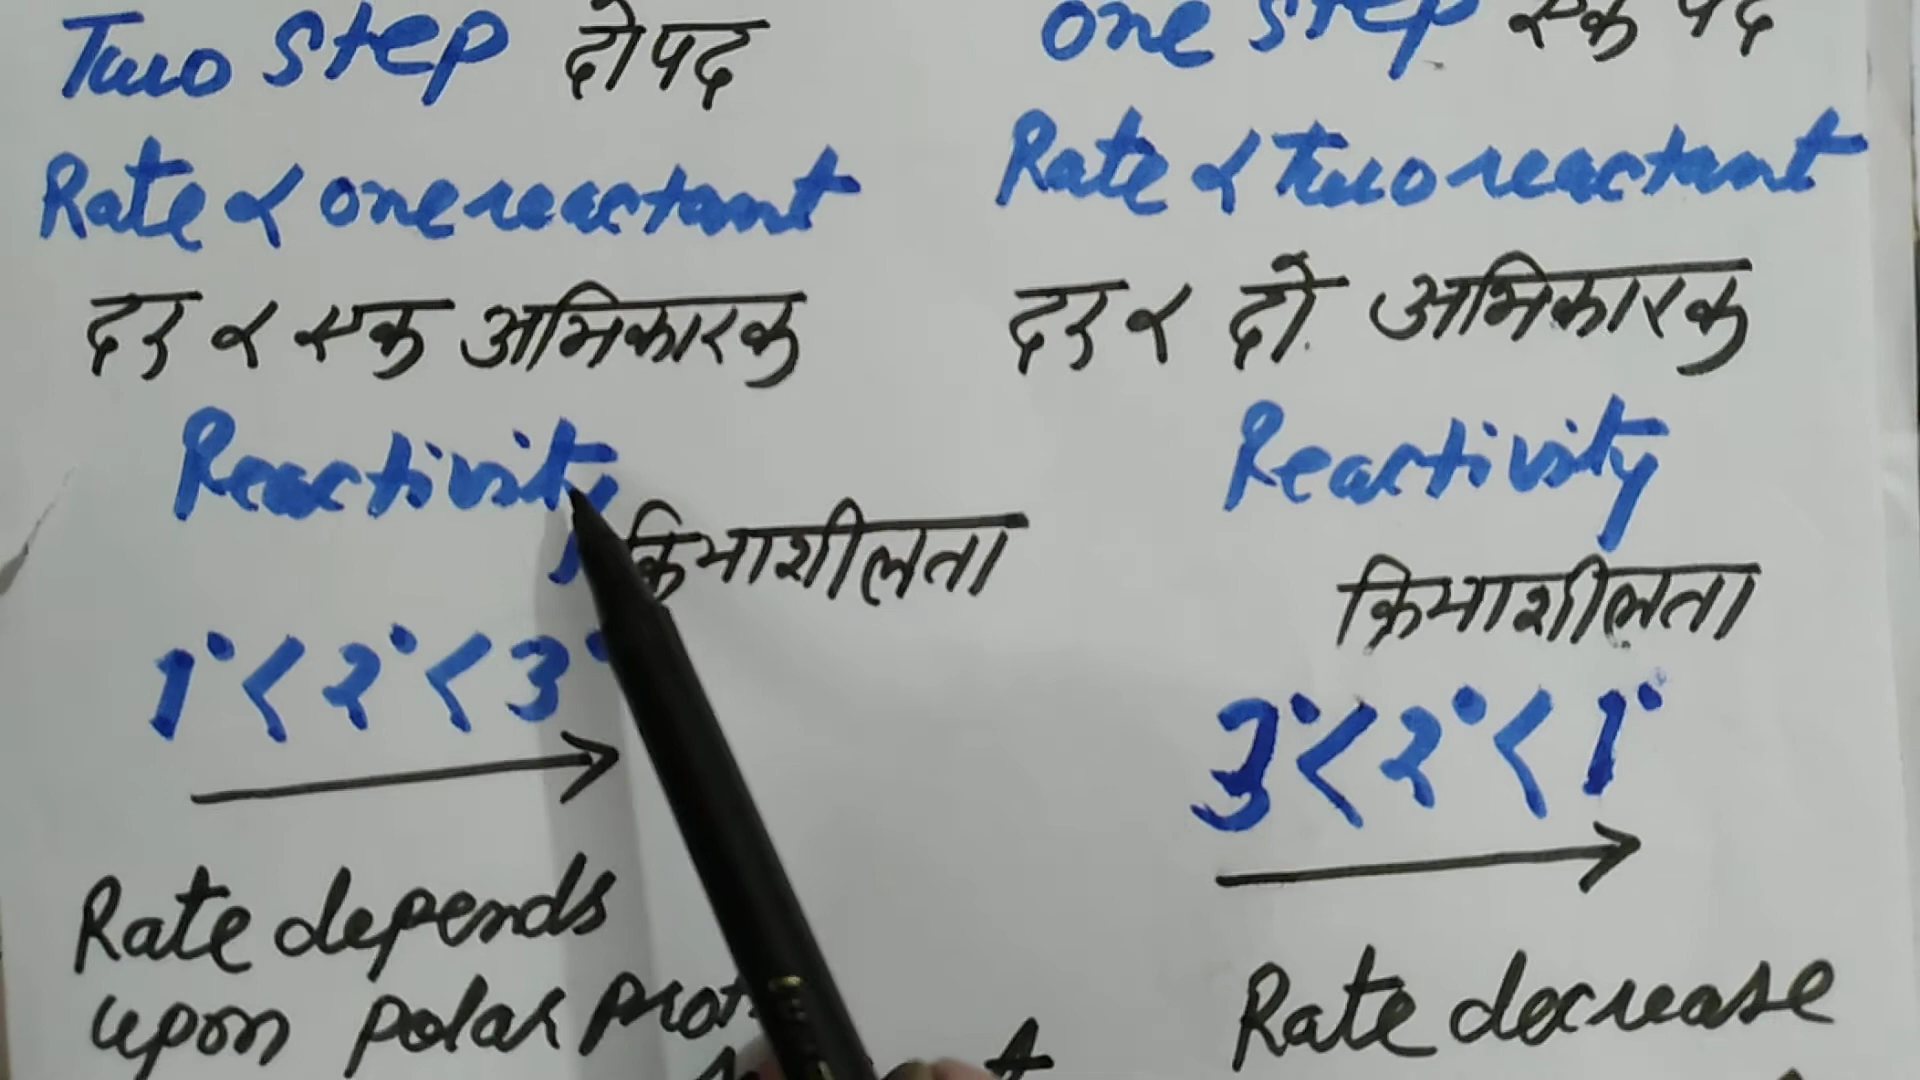 Two Step दो पद
Rate ∝ one reactant
दर ∝ एक अभिकारक
Reactivity
क्रियाशीलता
1° < 2° < 3°
Rate depends
upon polar
one step एक पद
Rate ∝ Two reactant
दर ∝ दो अभिकारक
Reactivity
क्रियाशीलता
3° < 2° < 1°
Rate decrease